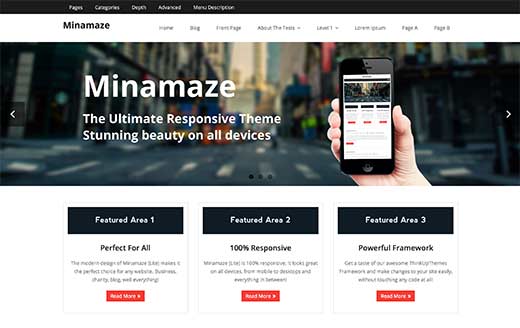 Pages Categories Depth Advanced Menu Description
Minamaze Home Blog Front Page About The Tests Level 1 Lorem Ipsum Page A Page B
Minamaze
The Ultimate Responsive Theme
Stunning beauty on all devices
Featured Area 1 Featured Area 2 Featured Area 3
Perfect For All 100% Responsive Powerful Framework
The modern design of Minamaze (Lite) makes it Minamaze (Lite) is 100% responsive. It looks great Get a taste of our awesome ThinkUpThemes
the perfect choice for any website. Business, on all devices, from mobile to desktops and Framework and make changes to your site easily,
charity, blog, well everything! everything in between! without touching any code at all!
Read More Read More Read More